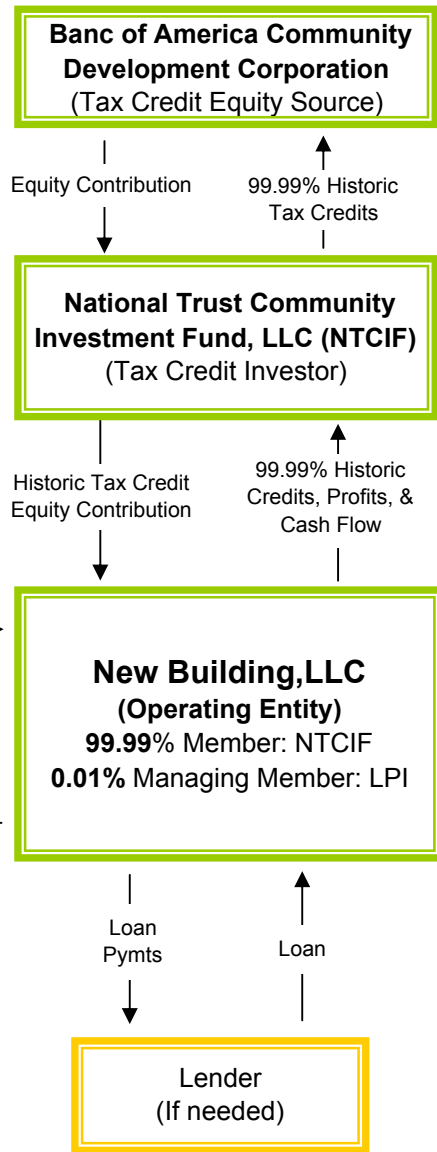 Banc of America Community
Development Corporation
(Tax Credit Equity Source)
Equity Contribution
99.99% Historic
Tax Credits
National Trust Community
Investment Fund, LLC (NTCIF)
(Tax Credit Investor)
Historic Tax Credit
Equity Contribution
99.99% Historic
Credits, Profits, &
Cash Flow
New Building,LLC
(Operating Entity)
99.99% Member: NTCIF
0.01% Managing Member: LPI
Loan
Pymts
Loan
Lender
(If needed)